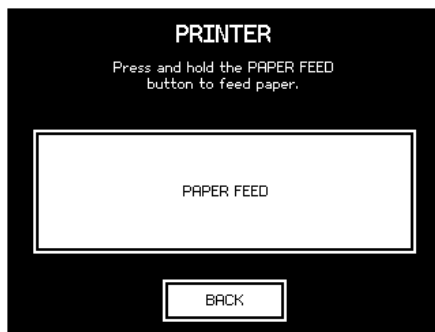 PRINTER
Press and hold the PAPER FEED
button to feed paper.
PAPER FEED
BACK